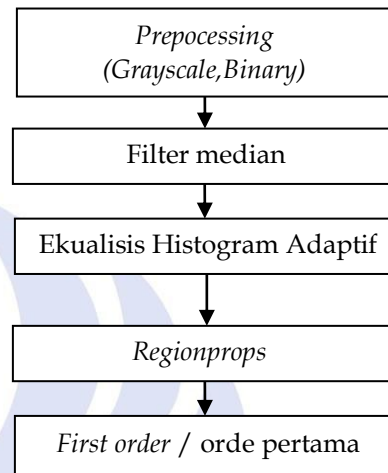 Prepocessing
(Grayscale,Binary)
Filter median
Ekualisis Histogram Adaptif
Regionprops
First order / orde pertama